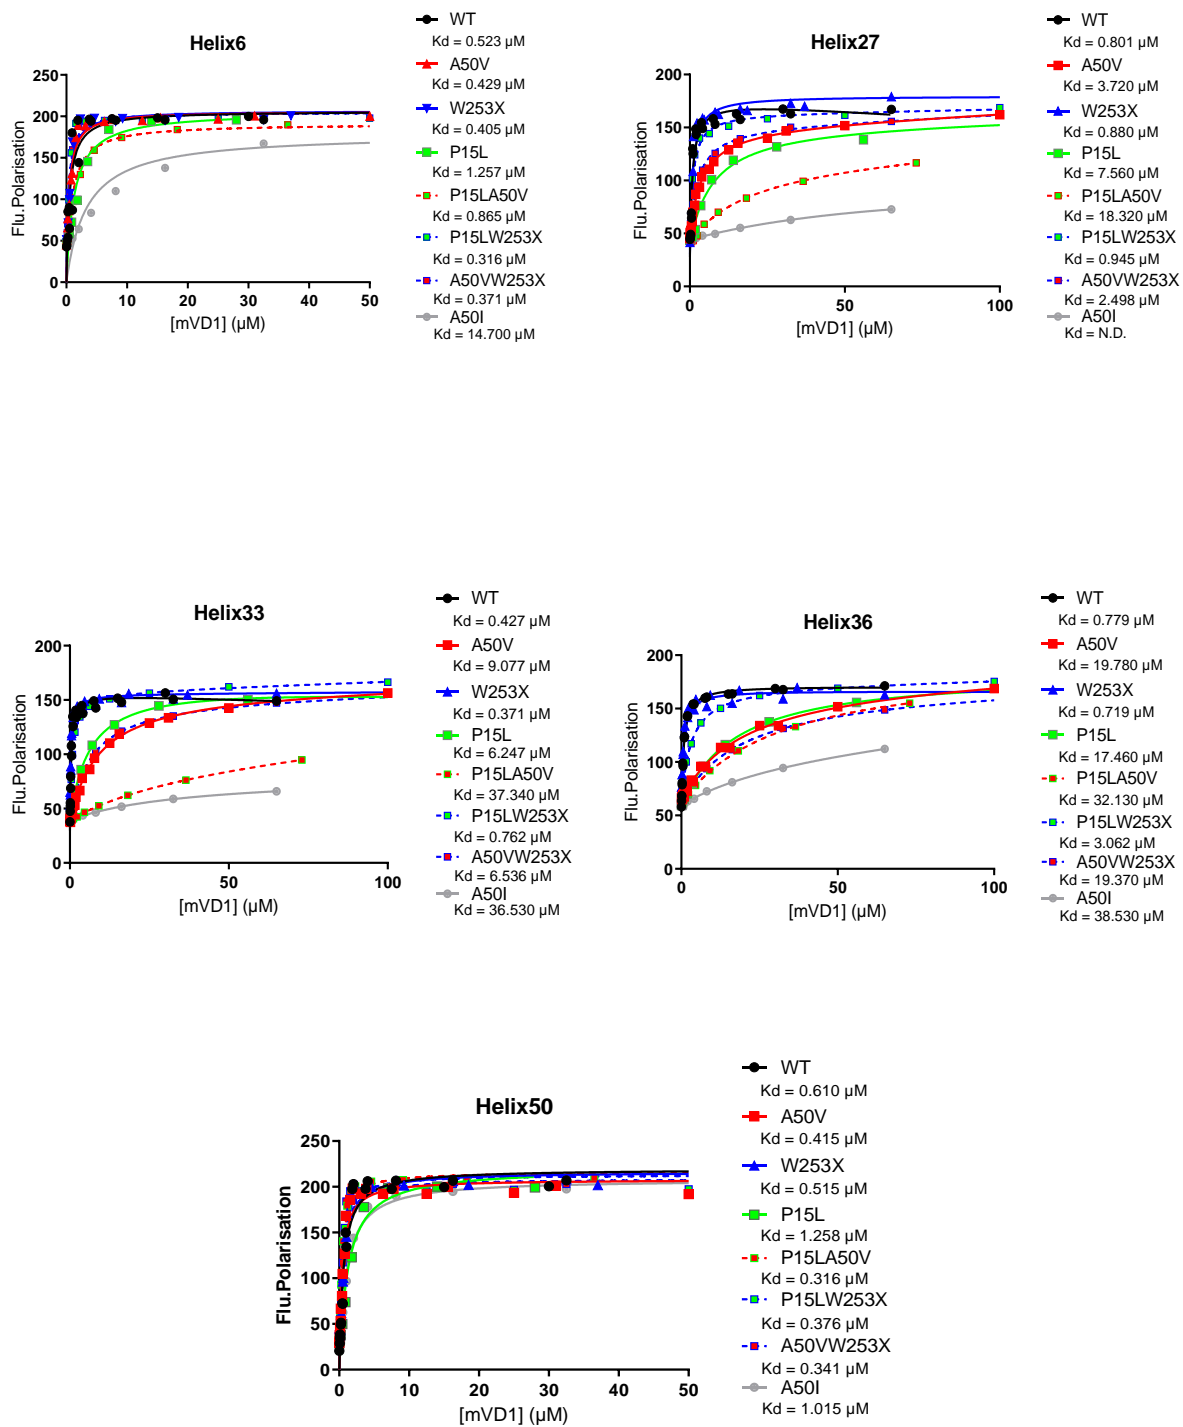 Helix6
WT
Kd = 0.523 µM
A50V
Kd = 0.429 µM
W253X
Kd = 0.405 µM
P15L
Kd = 1.257 µM
P15LA50V
Kd = 0.865 µM
P15LW253X
Kd = 0.316 µM
A50VW253X
Kd = 0.371 µM
A50I
Kd = 14.700 µM
Flu.Polarisation
250
200
150
100
50
0
0 10 20 30 40 50
[mVD1] (µM)
Helix27
WT
Kd = 0.801 µM
A50V
Kd = 3.720 µM
W253X
Kd = 0.880 µM
P15L
Kd = 7.560 µM
P15LA50V
Kd = 18.320 µM
P15LW253X
Kd = 0.945 µM
A50VW253X
Kd = 2.498 µM
A50I
Kd = N.D.
Flu.Polarisation
200
150
100
50
0
0 50 100
[mVD1] (µM)
Helix33
WT
Kd = 0.427 µM
A50V
Kd = 9.077 µM
W253X
Kd = 0.371 µM
P15L
Kd = 6.247 µM
P15LA50V
Kd = 37.340 µM
P15LW253X
Kd = 0.762 µM
A50VW253X
Kd = 6.536 µM
A50I
Kd = 36.530 µM
Flu.Polarisation
200
150
100
50
0
0 50 100
[mVD1] (µM)
Helix36
WT
Kd = 0.779 µM
A50V
Kd = 19.780 µM
W253X
Kd = 0.719 µM
P15L
Kd = 17.460 µM
P15LA50V
Kd = 32.130 µM
P15LW253X
Kd = 3.062 µM
A50VW253X
Kd = 19.370 µM
A50I
Kd = 38.530 µM
Flu.Polarisation
200
150
100
50
0
0 50 100
[mVD1] (µM)
Helix50
WT
Kd = 0.610 µM
A50V
Kd = 0.415 µM
W253X
Kd = 0.515 µM
P15L
Kd = 1.258 µM
P15LA50V
Kd = 0.316 µM
P15LW253X
Kd = 0.376 µM
A50VW253X
Kd = 0.341 µM
A50I
Kd = 1.015 µM
Flu.Polarisation
250
200
150
100
50
0
0 10 20 30 40 50
[mVD1] (µM)